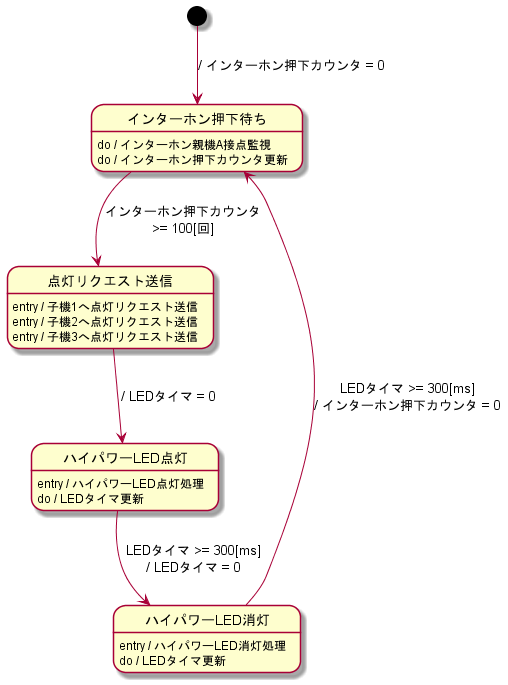 / インターホン押下カウンタ = 0
インターホン押下待ち
do / インターホン親機A接点監視
do / インターホン押下カウンタ更新
インターホン押下カウンタ
>= 100[回]
点灯リクエスト送信
entry / 子機1へ点灯リクエスト送信
entry / 子機2へ点灯リクエスト送信
entry / 子機3へ点灯リクエスト送信
LEDタイマ >= 300[ms]
/ インターホン押下カウンタ = 0
/ LEDタイマ = 0
ハイパワーLED点灯
entry / ハイパワーLED点灯処理
do / LEDタイマ更新
LEDタイマ >= 300[ms]
/ LEDタイマ = 0
ハイパワーLED消灯
entry / ハイパワーLED消灯処理
do / LEDタイマ更新